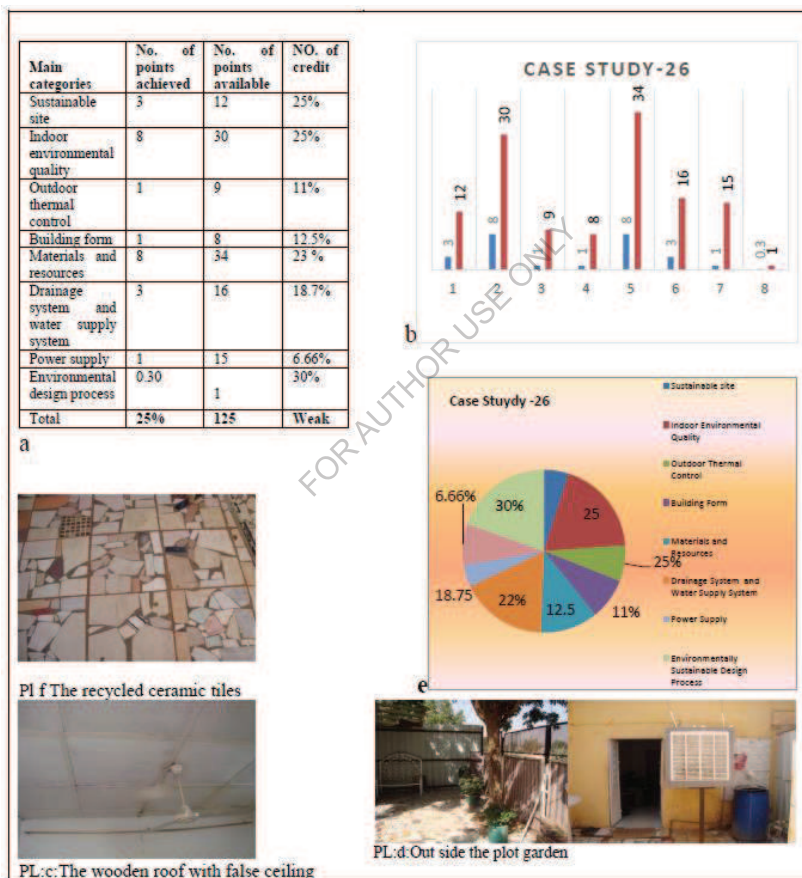 Main categories
No. of points achieved
No. of points available
NO. of credit
Sustainable site
3
12
25%
Indoor environmental quality
8
30
25%
Outdoor thermal control
1
9
11%
Building form
1
8
12.5%
Materials and resources
8
34
23 %
Drainage system and water supply system
3
16
18.7%
Power supply
1
15
6.66%
Environmental design process
0.30
1
30%
Total
25%
125
Weak
a
CASE STUDY-26
3
12
8
30
1
9
1
8
8
34
3
16
1
15
0.3
1
1 2 3 4 5 6 7 8
b
Case Stuydy -26
Sustainable site
Indoor Environmental Quality
Outdoor Thermal Control
Building Form
Materials and Resources
Drainage System and Water Supply System
Power Supply
Environmentally Sustainable Design Process
6.66%
30%
25
25%
11%
12.5
22%
18.75
e
FOR AUTHOR USE ONLY
Pl f The recycled ceramic tiles
PL:c:The wooden roof with false ceiling
PL:d:Out side the plot garden